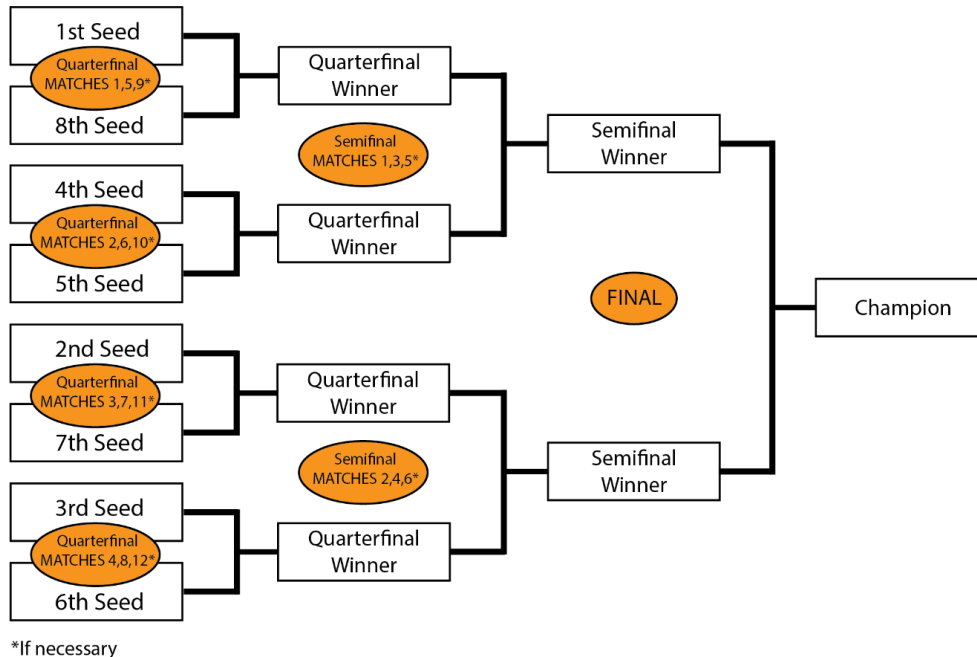 1st Seed
Quarterfinal
MATCHES 1,5,9*
8th Seed
4th Seed
Quarterfinal
MATCHES 2,6,10*
5th Seed
2nd Seed
Quarterfinal
MATCHES 3,7,11*
7th Seed
3rd Seed
Quarterfinal
MATCHES 4,8,12*
6th Seed
*If necessary
Quarterfinal
Winner
Semifinal
MATCHES 1,3,5*
Quarterfinal
Winner
Quarterfinal
Winner
Semifinal
MATCHES 2,4,6*
Quarterfinal
Winner
Semifinal
Winner
FINAL
Semifinal
Winner
Champion